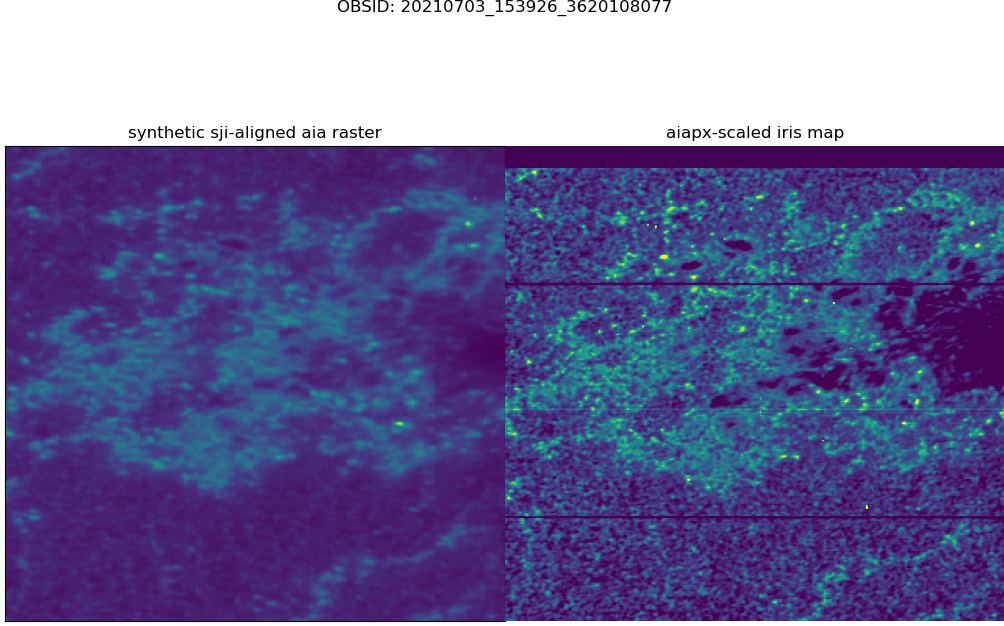 OBSID: 20210703_153926_3620108077
synthetic sji-aligned aia raster
aiapx-scaled iris map